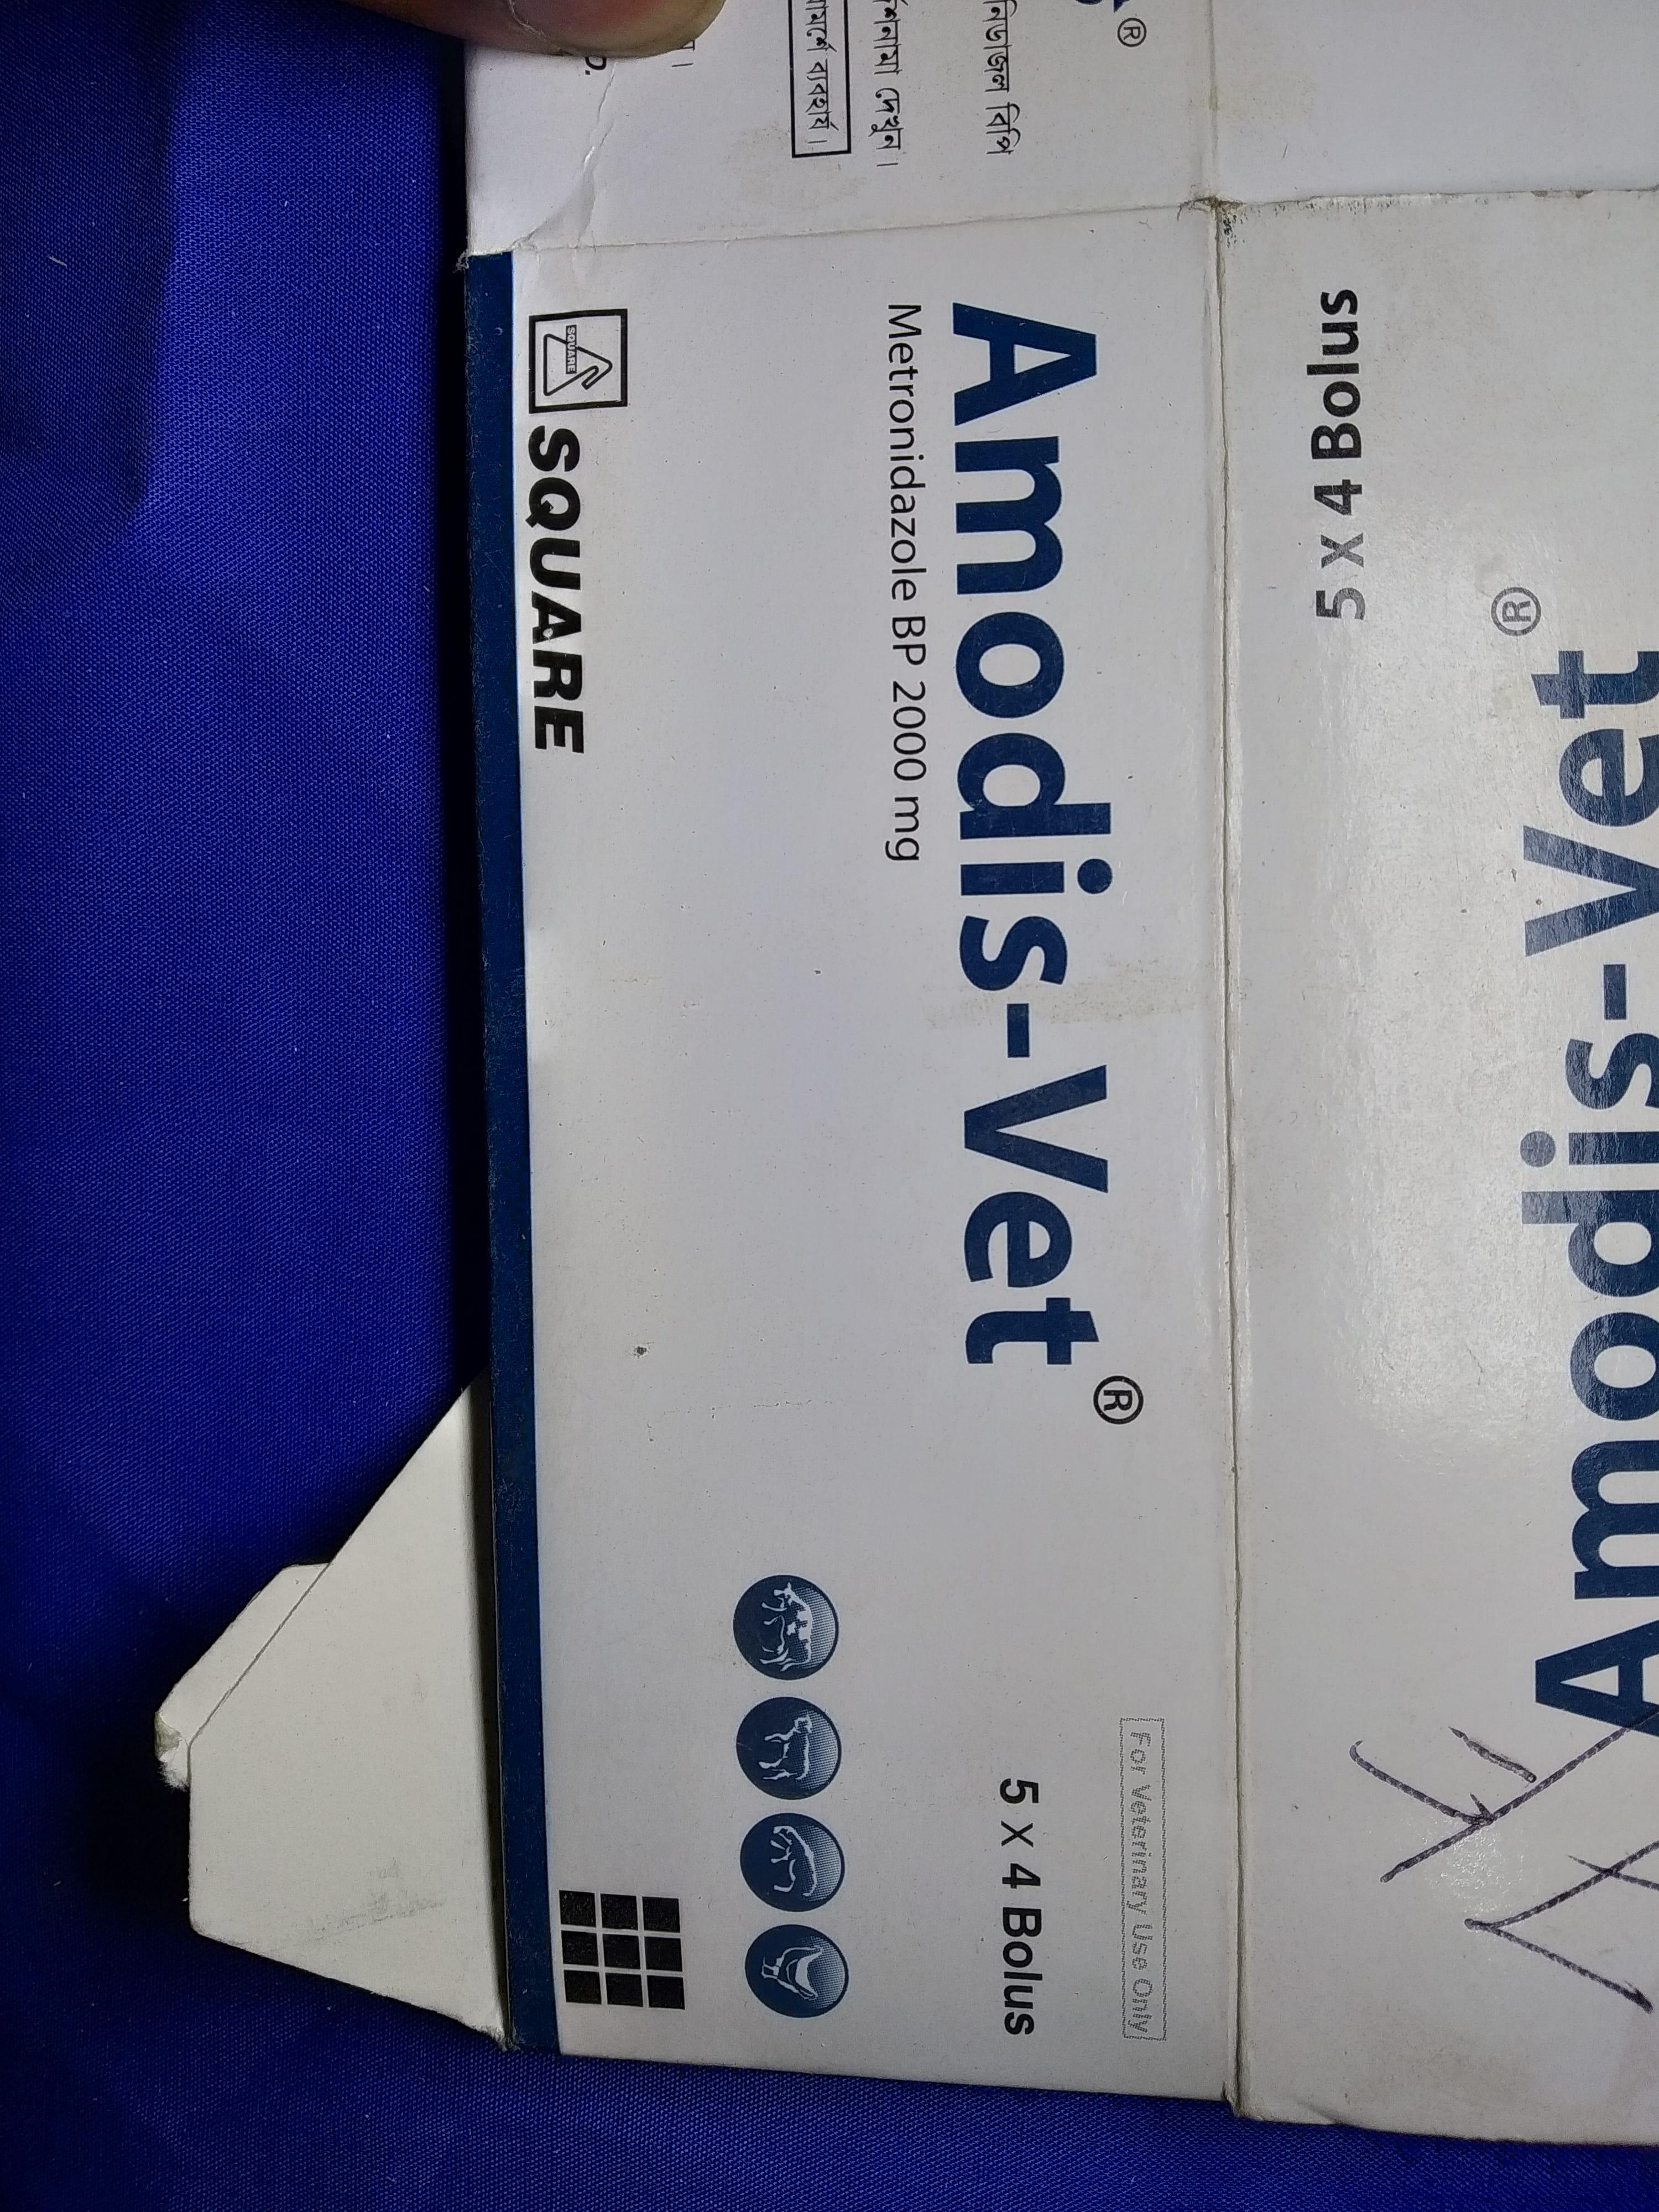 Amodis-Vet®
5 x 4 Bolus
®
নিডাজল বিপি
দেখুন।
ব্যবহার্য।
Amodis-Vet®
Metronidazole BP 2000 mg
For Veterinary Use Only
5 x 4 Bolus
SQUARE
SQUARE